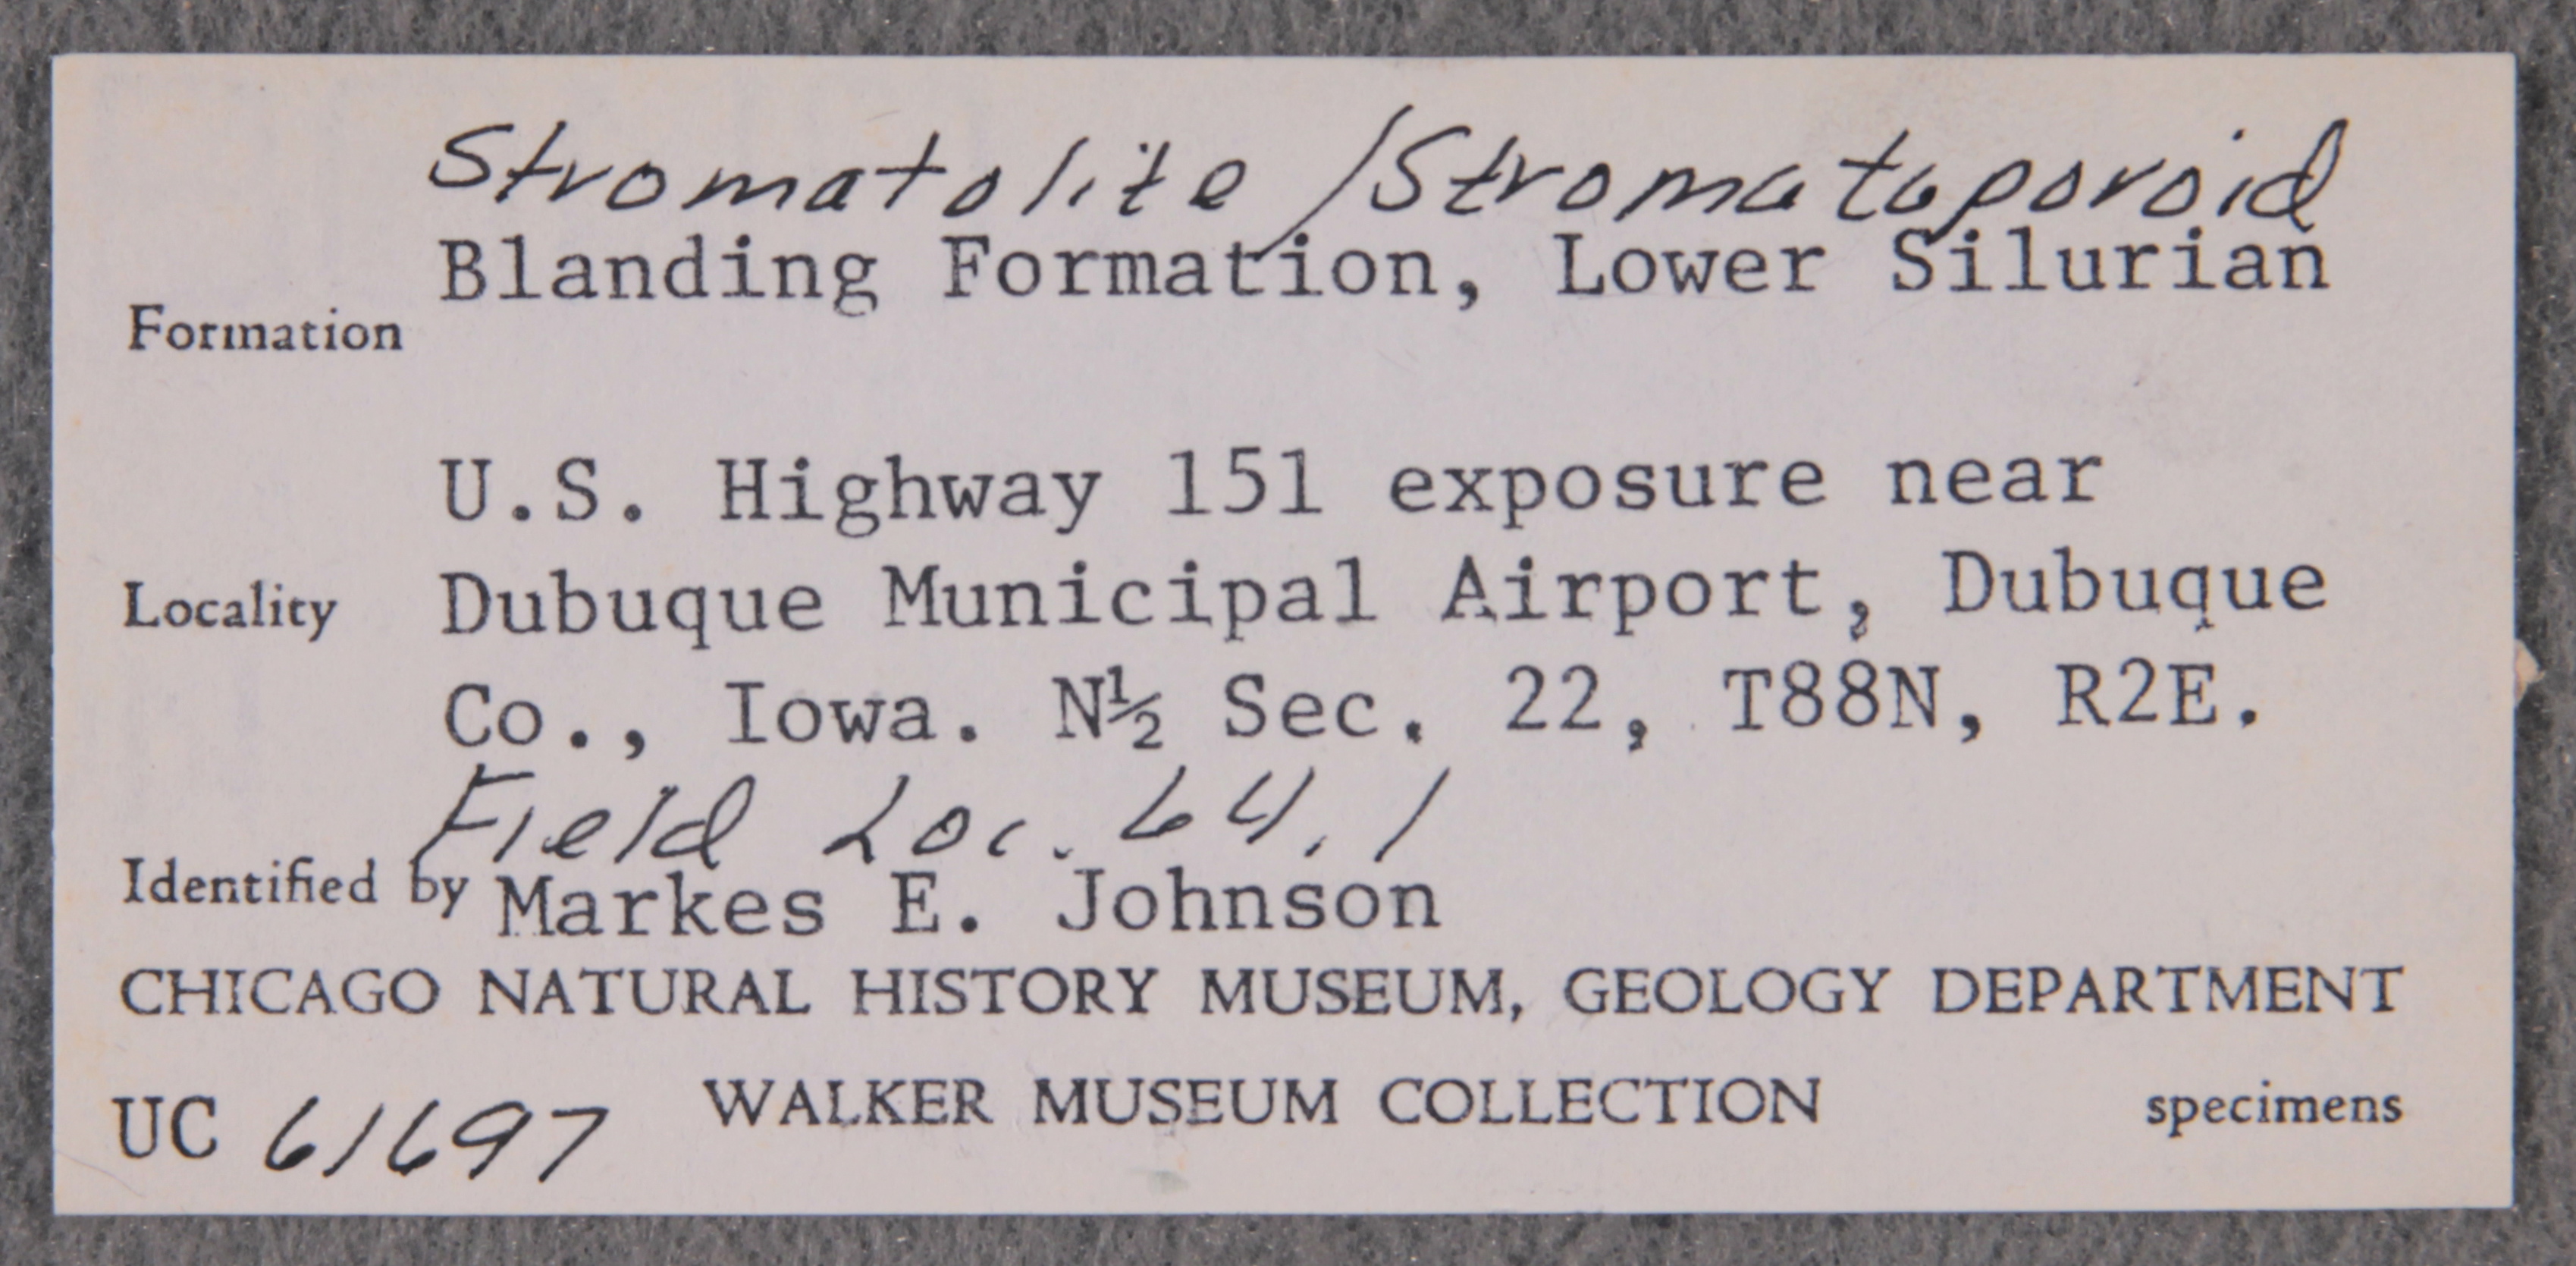 Stromatolite / Stromatoporoid
Blanding Formation, Lower Silurian
Formation
U.S. Highway 151 exposure near
Locality Dubuque Municipal Airport, Dubuque
Co., Iowa. N½ Sec. 22, T88N, R2E.
Field Loc. 64.1
Identified by Markes E. Johnson
CHICAGO NATURAL HISTORY MUSEUM, GEOLOGY DEPARTMENT
UC 61697 WALKER MUSEUM COLLECTION specimens